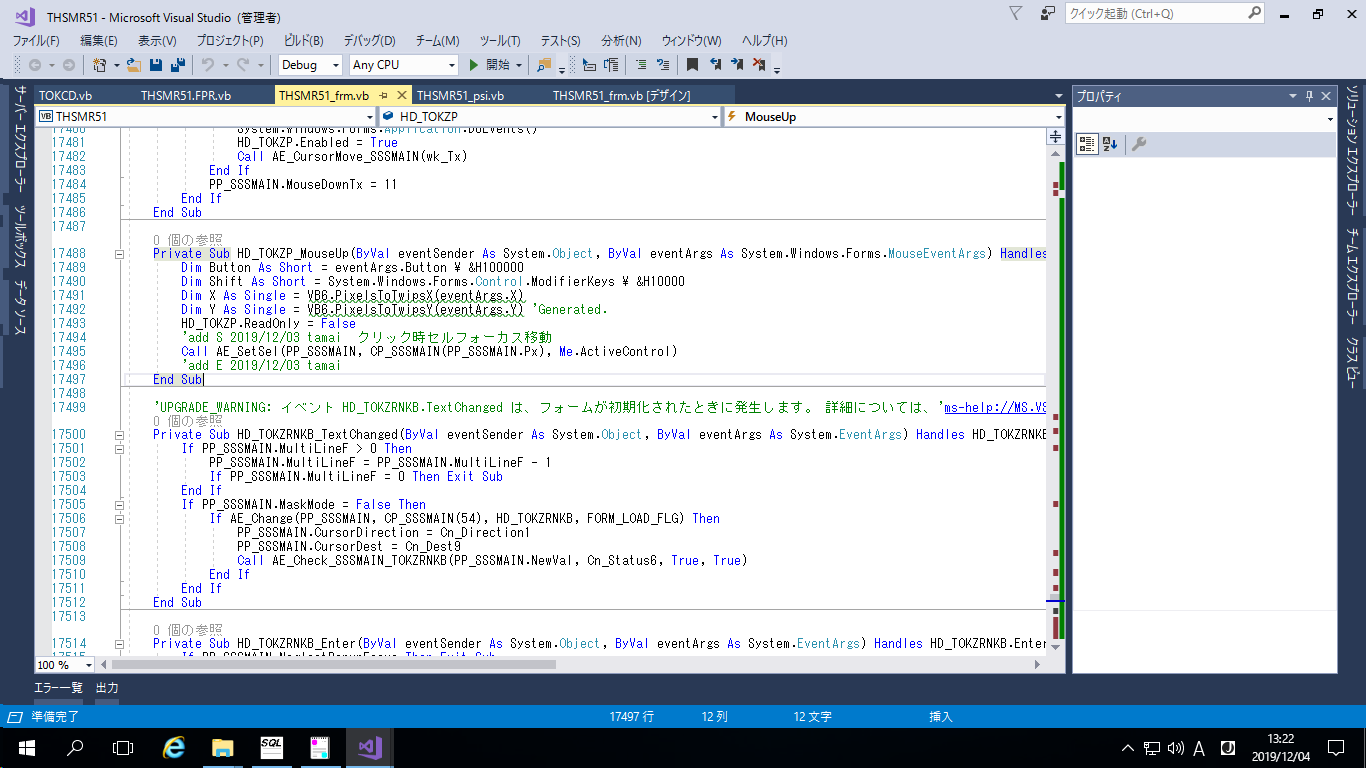 THSMR51 - Microsoft Visual Studio (管理者)
クイック起動 (Ctrl+Q)
ファイル(F) 編集(E) 表示(V) プロジェクト(P) ビルド(B) デバッグ(D) チーム(M) ツール(T) テスト(S) 分析(N) ウィンドウ(W) ヘルプ(H)
Debug Any CPU 開始
サーバー エクスプローラー
ツールボックス
データ ソース
TOKCD.vb THSMR51.FPR.vb THSMR51_frm.vb THSMR51_psi.vb THSMR51_frm.vb [デザイン]
VB THSMR51 HD_TOKZP MouseUp
17480 System.Windows.Forms.Application.DoEvents()
17481 HD_TOKZP.Enabled = True
17482 Call AE_CursorMove_SSSMAIN(wk_Tx)
17483 End If
17484 PP_SSSMAIN.MouseDownTx = 11
17485 End If
17486 End Sub
17487
0 個の参照
17488 Private Sub HD_TOKZP_MouseUp(ByVal eventSender As System.Object, ByVal eventArgs As System.Windows.Forms.MouseEventArgs) Handles
17489 Dim Button As Short = eventArgs.Button ¥ &H100000
17490 Dim Shift As Short = System.Windows.Forms.Control.ModifierKeys ¥ &H10000
17491 Dim X As Single = VB6.PixelsToTwipsX(eventArgs.X)
17492 Dim Y As Single = VB6.PixelsToTwipsY(eventArgs.Y) 'Generated.
17493 HD_TOKZP.ReadOnly = False
17494 'add S 2019/12/03 tamai クリック時セルフォーカス移動
17495 Call AE_SetSel(PP_SSSMAIN, CP_SSSMAIN(PP_SSSMAIN.Px), Me.ActiveControl)
17496 'add E 2019/12/03 tamai
17497 End Sub
17498
17499 'UPGRADE_WARNING: イベント HD_TOKZRNKB.TextChanged は、フォームが初期化されたときに発生します。 詳細については、'ms-help://MS.VS
0 個の参照
17500 Private Sub HD_TOKZRNKB_TextChanged(ByVal eventSender As System.Object, ByVal eventArgs As System.EventArgs) Handles HD_TOKZRNKB
17501 If PP_SSSMAIN.MultiLineF > 0 Then
17502 PP_SSSMAIN.MultiLineF = PP_SSSMAIN.MultiLineF - 1
17503 If PP_SSSMAIN.MultiLineF = 0 Then Exit Sub
17504 End If
17505 If PP_SSSMAIN.MaskMode = False Then
17506 If AE_Change(PP_SSSMAIN, CP_SSSMAIN(54), HD_TOKZRNKB, FORM_LOAD_FLG) Then
17507 PP_SSSMAIN.CursorDirection = Cn_Direction1
17508 PP_SSSMAIN.CursorDest = Cn_Dest9
17509 Call AE_Check_SSSMAIN_TOKZRNKB(PP_SSSMAIN.NewVal, Cn_Status6, True, True)
17510 End If
17511 End If
17512 End Sub
17513
0 個の参照
17514 Private Sub HD_TOKZRNKB_Enter(ByVal eventSender As System.Object, ByVal eventArgs As System.EventArgs) Handles HD_TOKZRNKB.Enter
100 %
プロパティ
ソリューション エクスプローラー
チーム エクスプローラー
クラス ビュー
エラー一覧 出力
準備完了 17497 行 12 列 12 文字 挿入
SQL
A
13:22
2019/12/04